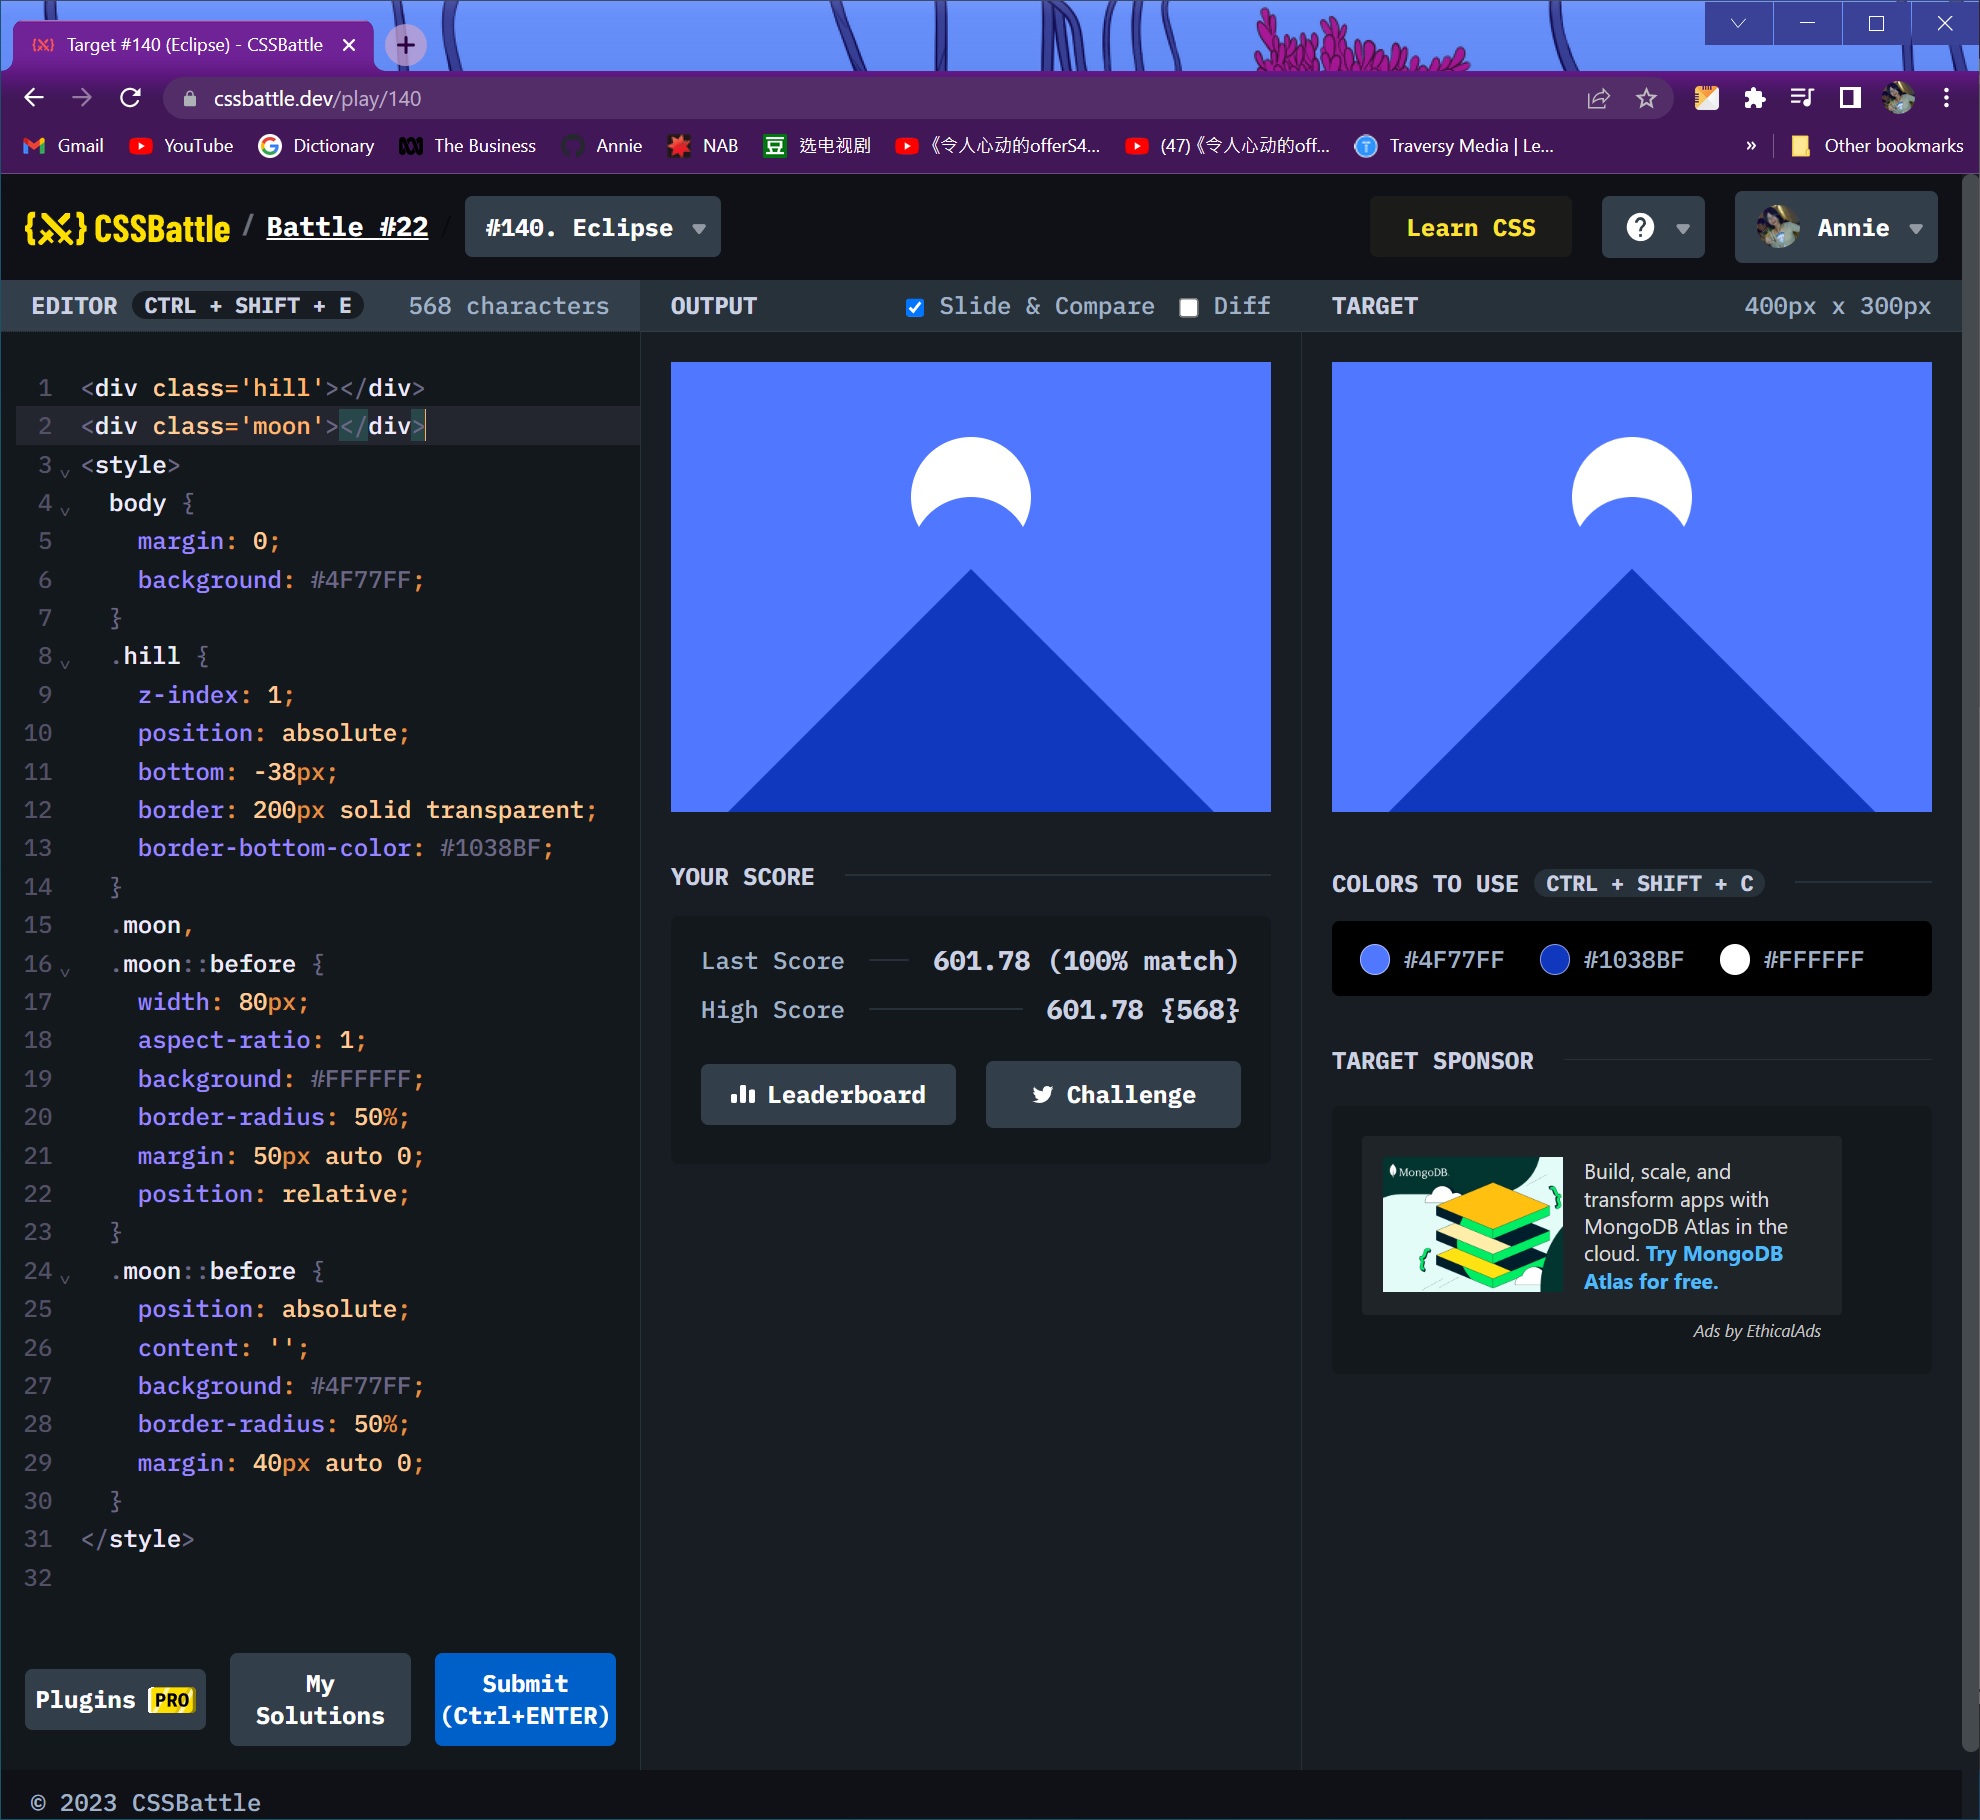 Target #140 (Eclipse) - CSSBattle
cssbattle.dev/play/140
Gmail YouTube Dictionary The Business Annie NAB 选电视剧 《令人心动的offerS4... (47)《令人心动的off... Traversy Media | Le... » Other bookmarks
{X} CSSBattle / Battle #22 / #140. Eclipse Learn CSS ? Annie
EDITOR CTRL + SHIFT + E 568 characters
OUTPUT Slide & Compare Diff
TARGET 400px x 300px
1 <div class='hill'></div>
2 <div class='moon'></div>
3 <style>
4 body {
5 margin: 0;
6 background: #4F77FF;
7 }
8 .hill {
9 z-index: 1;
10 position: absolute;
11 bottom: -38px;
12 border: 200px solid transparent;
13 border-bottom-color: #1038BF;
14 }
15 .moon,
16 .moon::before {
17 width: 80px;
18 aspect-ratio: 1;
19 background: #FFFFFF;
20 border-radius: 50%;
21 margin: 50px auto 0;
22 position: relative;
23 }
24 .moon::before {
25 position: absolute;
26 content: '';
27 background: #4F77FF;
28 border-radius: 50%;
29 margin: 40px auto 0;
30 }
31 </style>
32
Plugins PRO
My
Solutions
Submit
(Ctrl+ENTER)
YOUR SCORE
Last Score 601.78 (100% match)
High Score 601.78 {568}
Leaderboard Challenge
COLORS TO USE CTRL + SHIFT + C
#4F77FF #1038BF #FFFFFF
TARGET SPONSOR
MongoDB.
Build, scale, and
transform apps with
MongoDB Atlas in the
cloud. Try MongoDB
Atlas for free.
Ads by EthicalAds
© 2023 CSSBattle